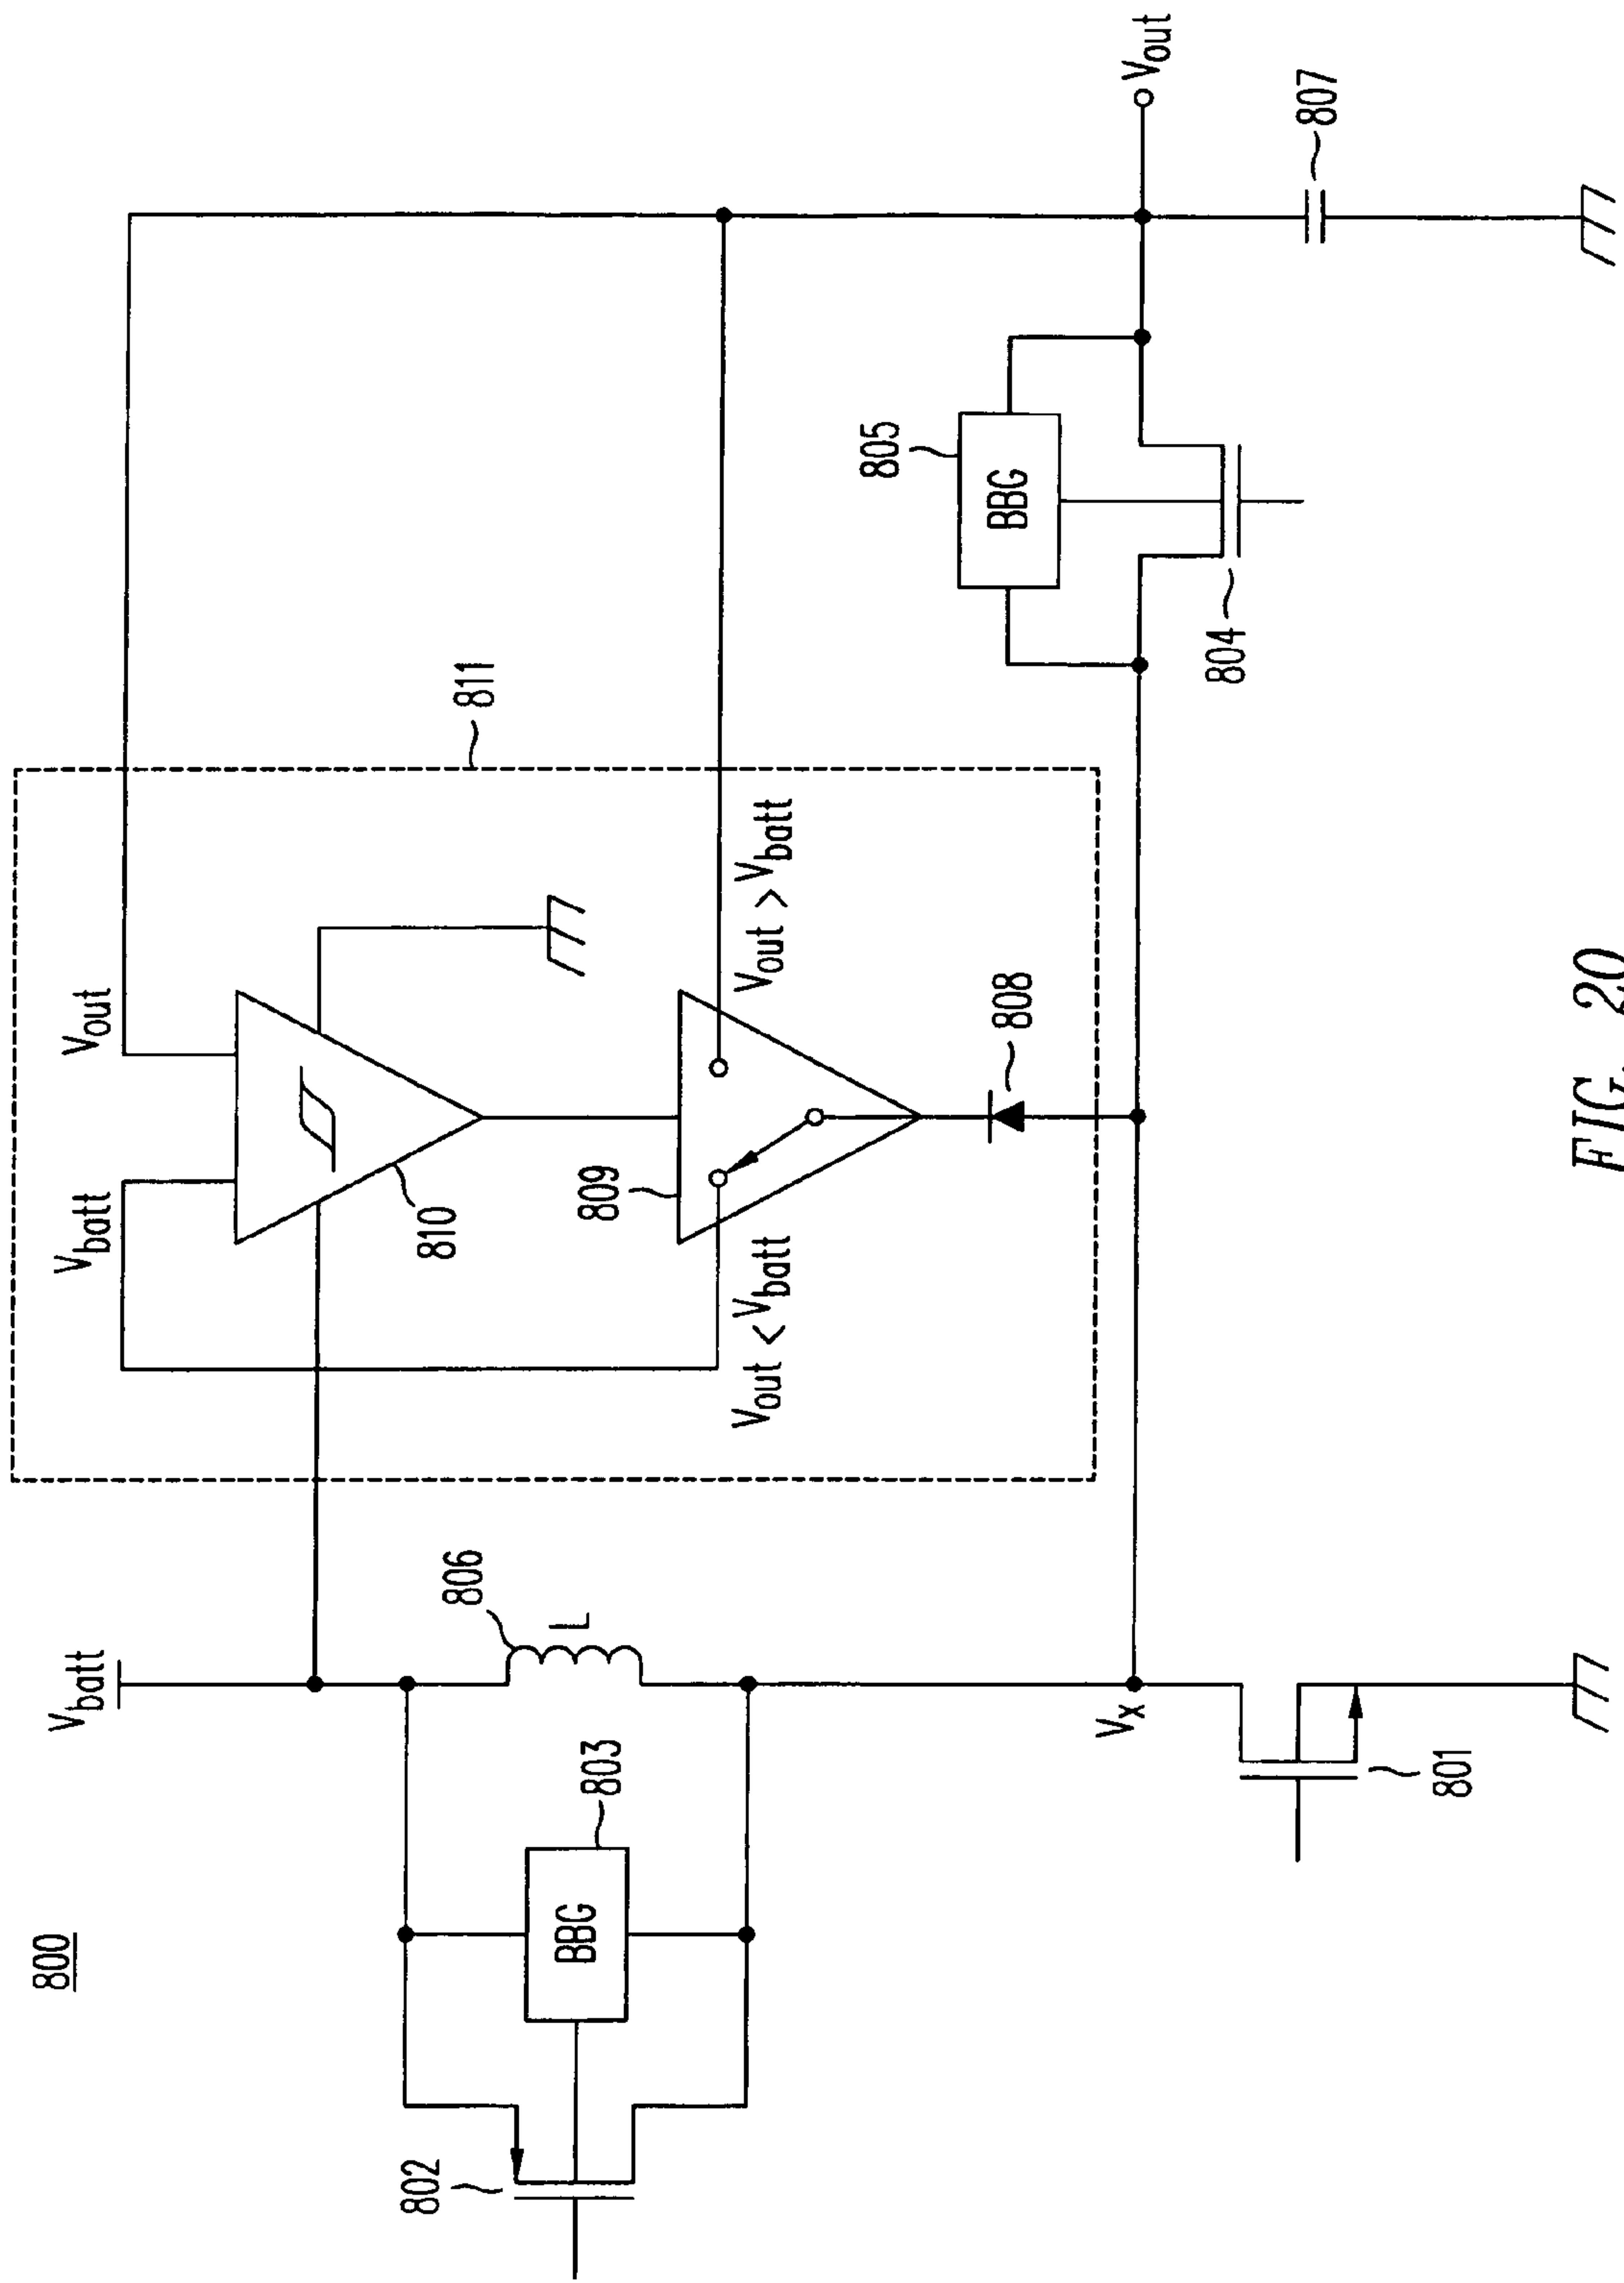 800
Vbatt
Vbatt
Vout
811
810
806
L
803
BBG
802
809
Vout < Vbatt
Vout > Vbatt
808
805
BBG
804
Vx
801
Vout
807
FIG. 20